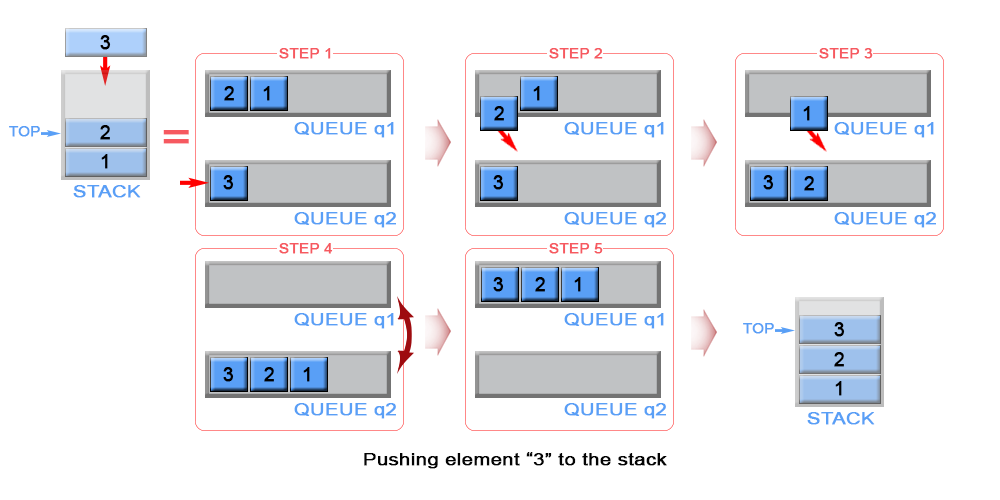 3
TOP
2
1
STACK
=
STEP 1
2 1
QUEUE q1
3
QUEUE q2
STEP 2
1
2
QUEUE q1
3
QUEUE q2
STEP 3
1
QUEUE q1
3 2
QUEUE q2
STEP 4
QUEUE q1
3 2 1
QUEUE q2
STEP 5
3 2 1
QUEUE q1
QUEUE q2
TOP
3
2
1
STACK
Pushing element “3” to the stack